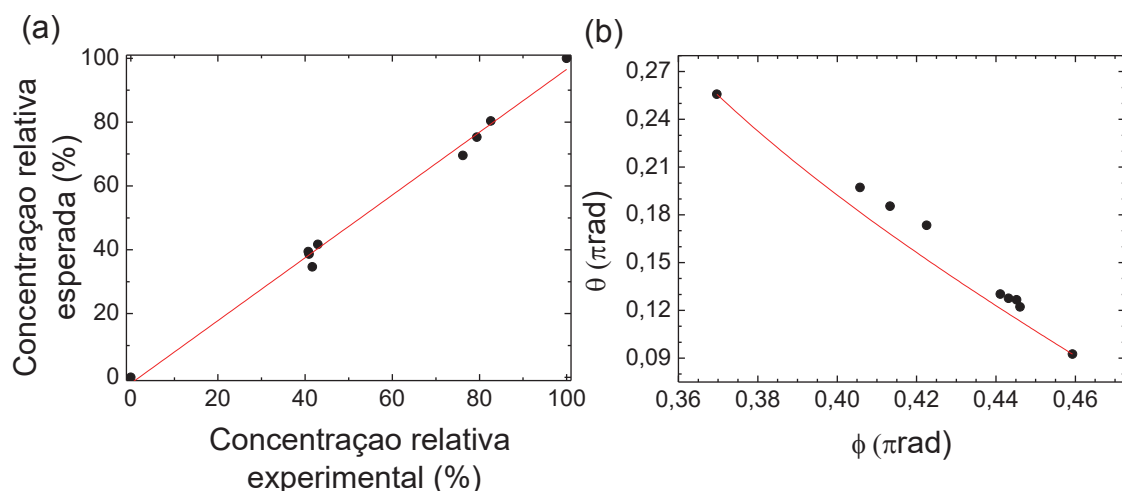 (a)
Concentraçao relativa
esperada (%)
100
80
60
40
20
0
0 20 40 60 80 100
Concentraçao relativa
experimental (%)
(b)
θ (πrad)
0,27
0,24
0,21
0,18
0,15
0,12
0,09
0,36 0,38 0,40 0,42 0,44 0,46
ϕ (πrad)